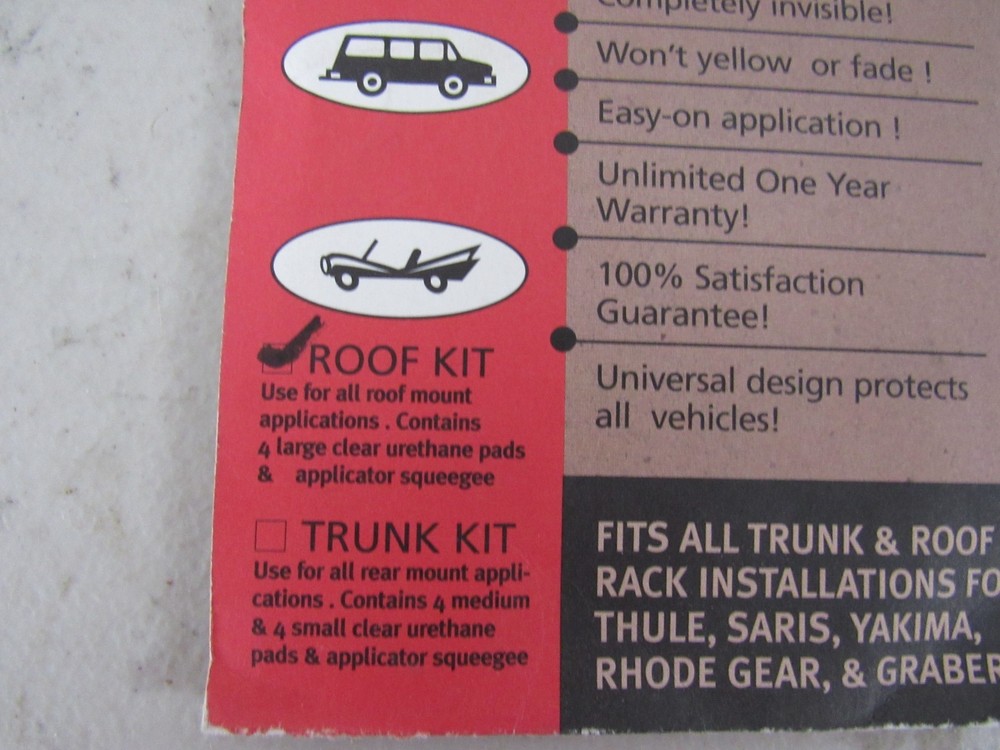 ROOF KIT
Use for all roof mount
applications . Contains
4 large clear urethane pads
& applicator squeegee
TRUNK KIT
Use for all rear mount appli-
cations . Contains 4 medium
& 4 small clear urethane
pads & applicator squeegee
Completely invisible!
Won't yellow or fade !
Easy-on application !
Unlimited One Year
Warranty!
100% Satisfaction
Guarantee!
Universal design protects
all vehicles!
FITS ALL TRUNK & ROOF
RACK INSTALLATIONS FO
THULE, SARIS, YAKIMA,
RHODE GEAR, & GRABER